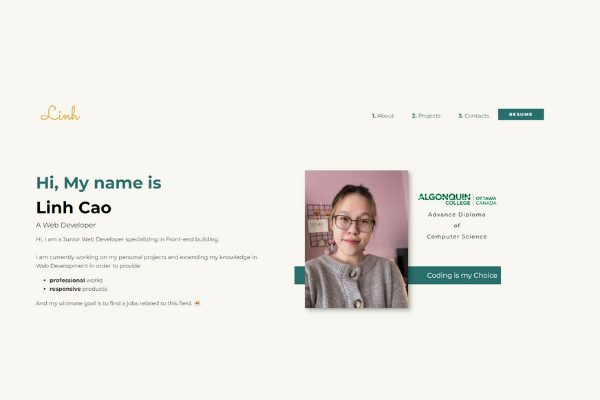 Linh
1. About 2. Projects 3. Contacts RESUME
Hi, My name is
Linh Cao
A Web Developer
Hi, I am a Junior Web Developer specializing in Front-end building.
I am currently working on my personal projects and extending my knowledge in
Web Development in order to provide
• professional works
• responsive products
And my ultimate goal is to find a jobs related to this field.
ALGONQUIN
COLLEGE
OTTAWA
CANADA
Advance Diploma
of
Computer Science
Coding is my Choice